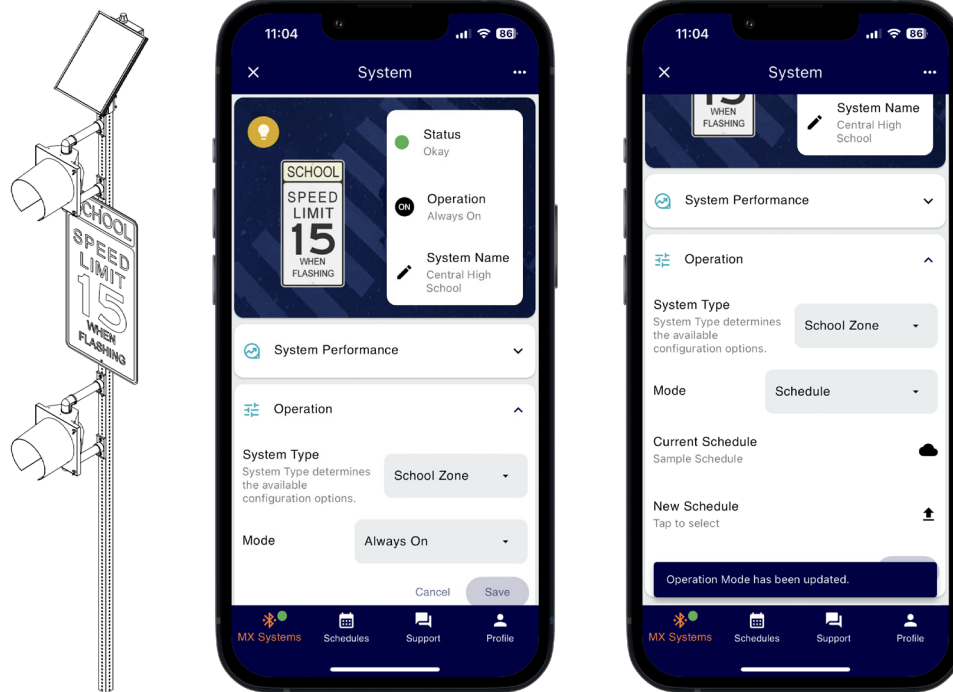 SCHOOL
SPEED
LIMIT
15
WHEN
FLASHING
11:04
86
System
SCHOOL
SPEED
LIMIT
15
WHEN
FLASHING
Status
Okay
ON
Operation
Always On
System Name
Central High
School
System Performance
Operation
System Type
System Type determines
the available
configuration options.
School Zone
Mode
Always On
Cancel
Save
MX Systems
Schedules
Support
Profile
11:04
86
System
15
WHEN
FLASHING
System Name
Central High
School
System Performance
Operation
System Type
System Type determines
the available
configuration options.
School Zone
Mode
Schedule
Current Schedule
Sample Schedule
New Schedule
Tap to select
Operation Mode has been updated.
MX Systems
Schedules
Support
Profile